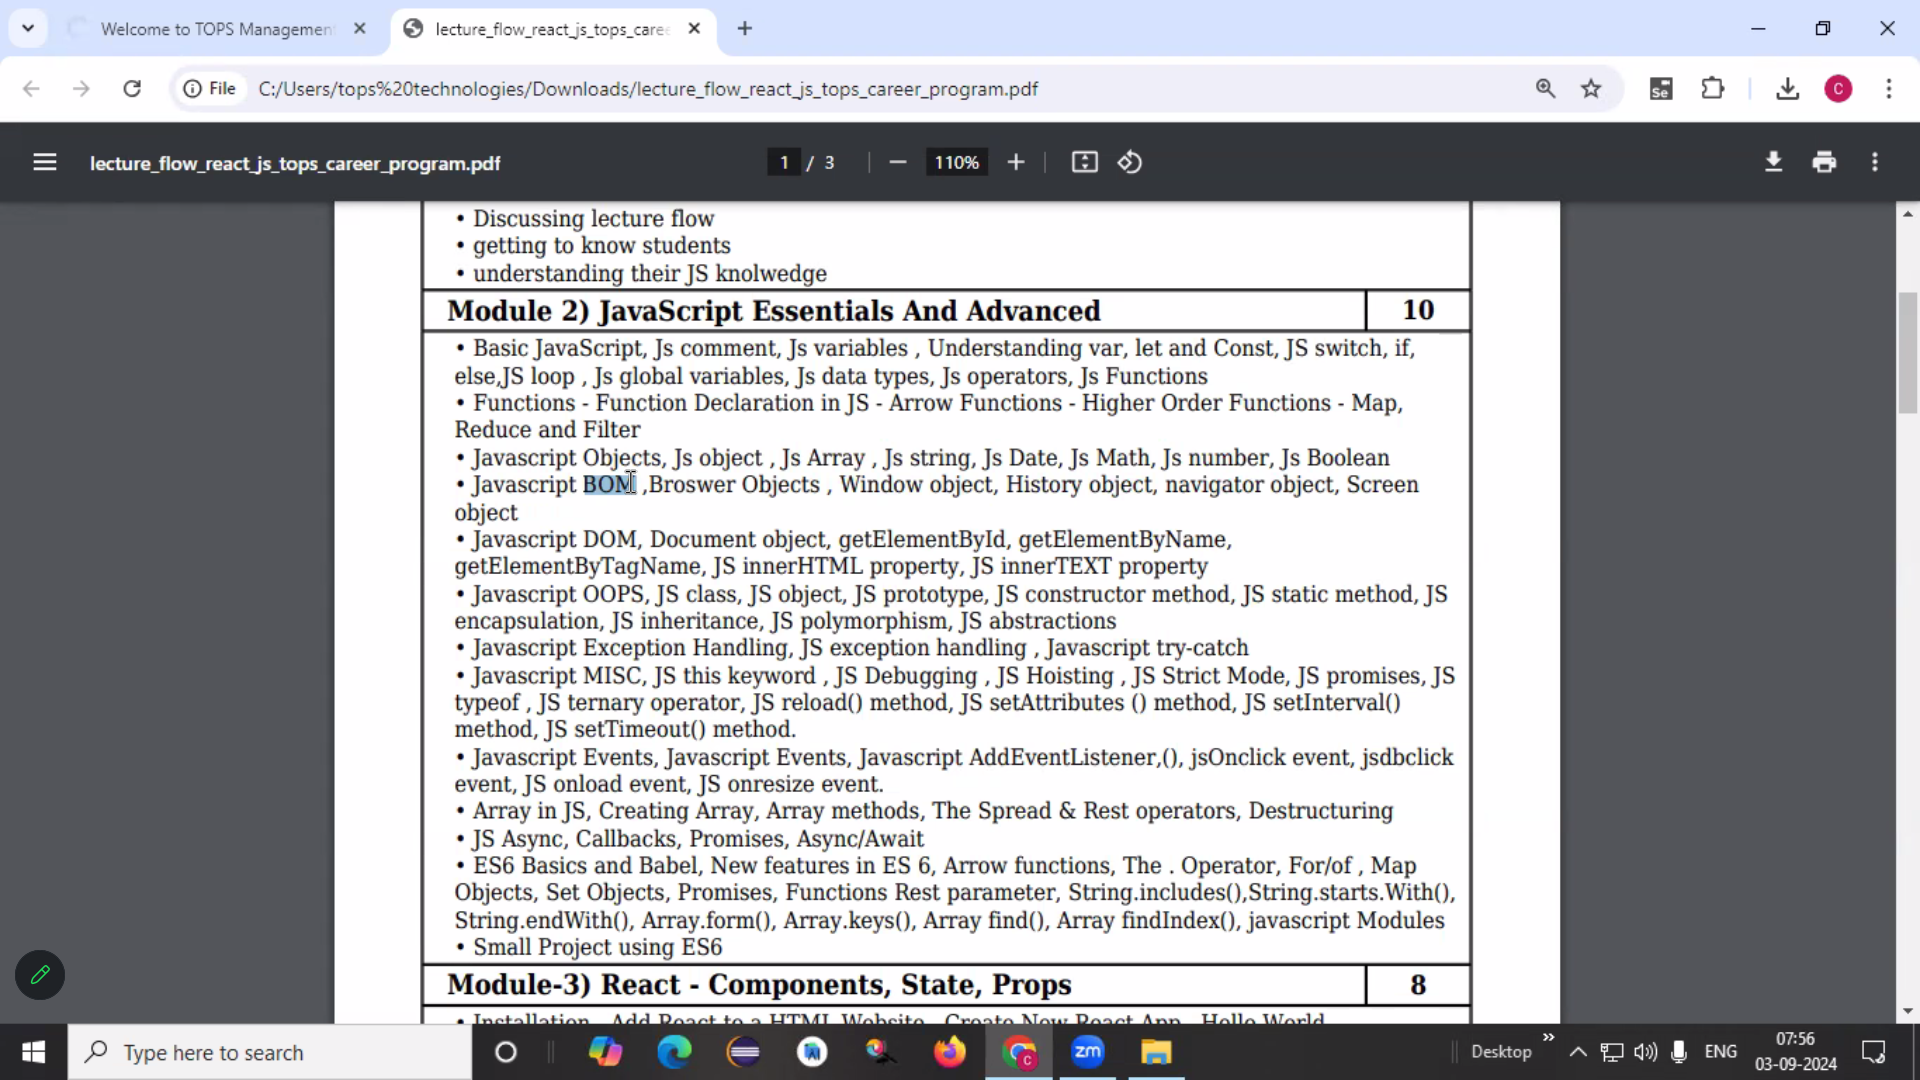 Welcome to TOPS Managemen
lecture_flow_react_js_tops_care
File
C:/Users/tops%20technologies/Downloads/lecture_flow_react_js_tops_career_program.pdf
Se
C
lecture_flow_react_js_tops_career_program.pdf
1 / 3
110%
• Discussing lecture flow
• getting to know students
• understanding their JS knolwedge
Module 2) JavaScript Essentials And Advanced 10
• Basic JavaScript, Js comment, Js variables , Understanding var, let and Const, JS switch, if,
else,JS loop , Js global variables, Js data types, Js operators, Js Functions
• Functions - Function Declaration in JS - Arrow Functions - Higher Order Functions - Map,
Reduce and Filter
• Javascript Objects, Js object , Js Array , Js string, Js Date, Js Math, Js number, Js Boolean
• Javascript BOM ,Broswer Objects , Window object, History object, navigator object, Screen
object
• Javascript DOM, Document object, getElementById, getElementByName,
getElementByTagName, JS innerHTML property, JS innerTEXT property
• Javascript OOPS, JS class, JS object, JS prototype, JS constructor method, JS static method, JS
encapsulation, JS inheritance, JS polymorphism, JS abstractions
• Javascript Exception Handling, JS exception handling , Javascript try-catch
• Javascript MISC, JS this keyword , JS Debugging , JS Hoisting , JS Strict Mode, JS promises, JS
typeof , JS ternary operator, JS reload() method, JS setAttributes () method, JS setInterval()
method, JS setTimeout() method.
• Javascript Events, Javascript Events, Javascript AddEventListener,(), jsOnclick event, jsdbclick
event, JS onload event, JS onresize event.
• Array in JS, Creating Array, Array methods, The Spread & Rest operators, Destructuring
• JS Async, Callbacks, Promises, Async/Await
• ES6 Basics and Babel, New features in ES 6, Arrow functions, The . Operator, For/of , Map
Objects, Set Objects, Promises, Functions Rest parameter, String.includes(),String.starts.With(),
String.endWith(), Array.form(), Array.keys(), Array find(), Array findIndex(), javascript Modules
• Small Project using ES6
Module-3) React - Components, State, Props 8
• Installation , Add React to a HTML Website , Create New React App , Hello World
Type here to search
zm
Desktop
ENG
07:56
03-09-2024